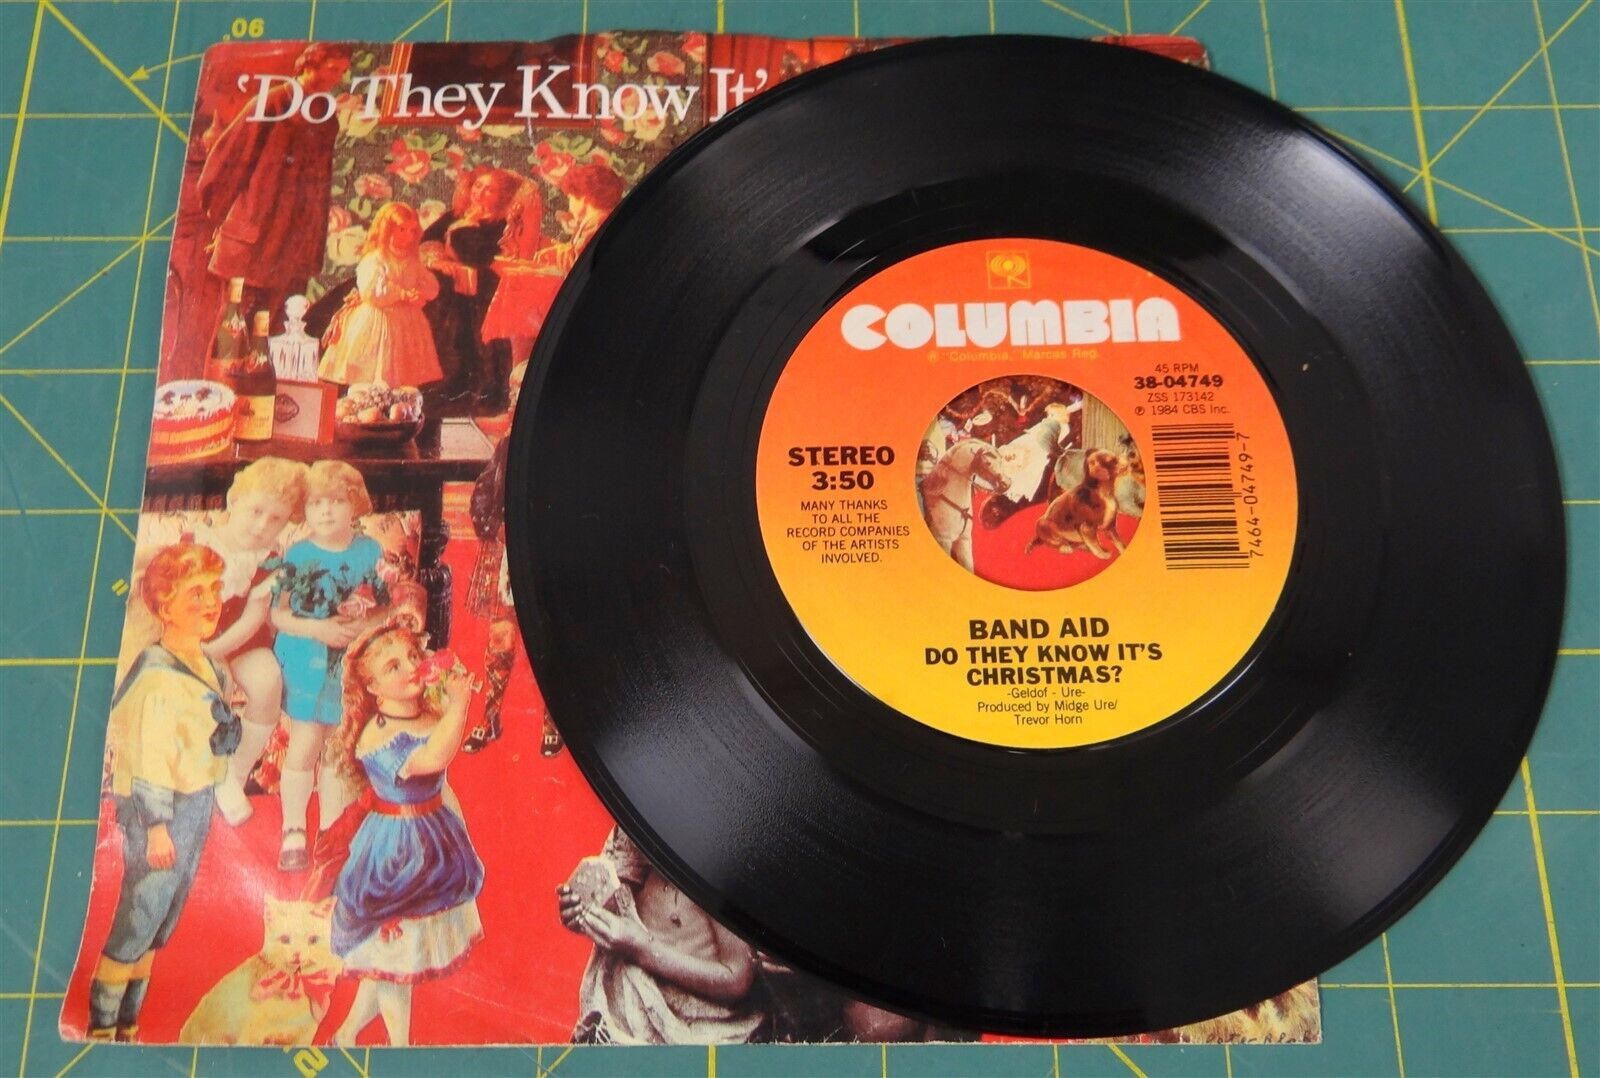 06
'Do They Know It'
COLUMBIA
® "Columbia," Marcas Reg.
45 RPM
38-04749
ZSS 173142
℗ 1984 CBS Inc.
STEREO
3:50
MANY THANKS
TO ALL THE
RECORD COMPANIES
OF THE ARTISTS
INVOLVED.
7464-04749-7
BAND AID
DO THEY KNOW IT'S
CHRISTMAS?
-Geldof - Ure-
Produced by Midge Ure/
Trevor Horn